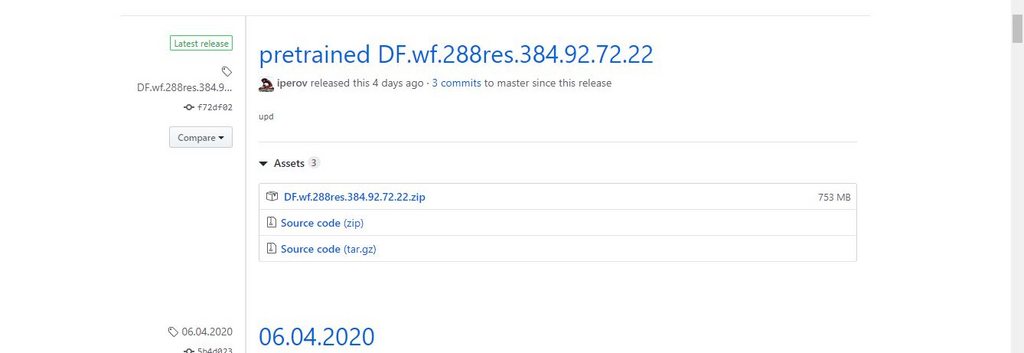 Latest release
DF.wf.288res.384.9...
f72df02
Compare
pretrained DF.wf.288res.384.92.72.22
iperov released this 4 days ago · 3 commits to master since this release
upd
Assets 3
DF.wf.288res.384.92.72.22.zip 753 MB
Source code (zip)
Source code (tar.gz)
06.04.2020
5b4d023
06.04.2020